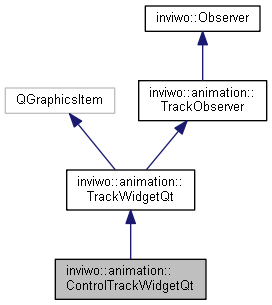 inviwo::Observer
QGraphicsItem
inviwo::animation::
TrackObserver
inviwo::animation::
TrackWidgetQt
inviwo::animation::
ControlTrackWidgetQt